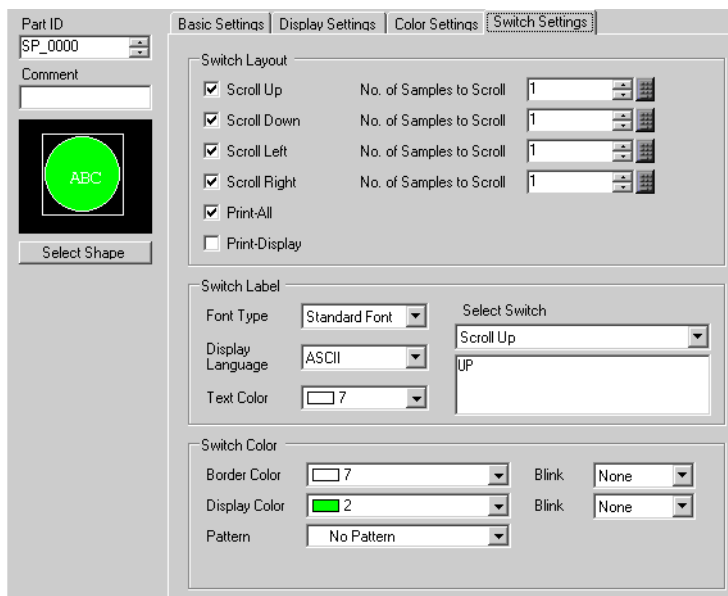 Part ID
SP_0000
Comment
ABC
Select Shape
Basic Settings Display Settings Color Settings Switch Settings
Switch Layout
Scroll Up No. of Samples to Scroll 1
Scroll Down No. of Samples to Scroll 1
Scroll Left No. of Samples to Scroll 1
Scroll Right No. of Samples to Scroll 1
Print-All
Print-Display
Switch Label
Font Type Standard Font
Display Language ASCII
Text Color 7
Select Switch
Scroll Up
UP
Switch Color
Border Color 7 Blink None
Display Color 2 Blink None
Pattern No Pattern